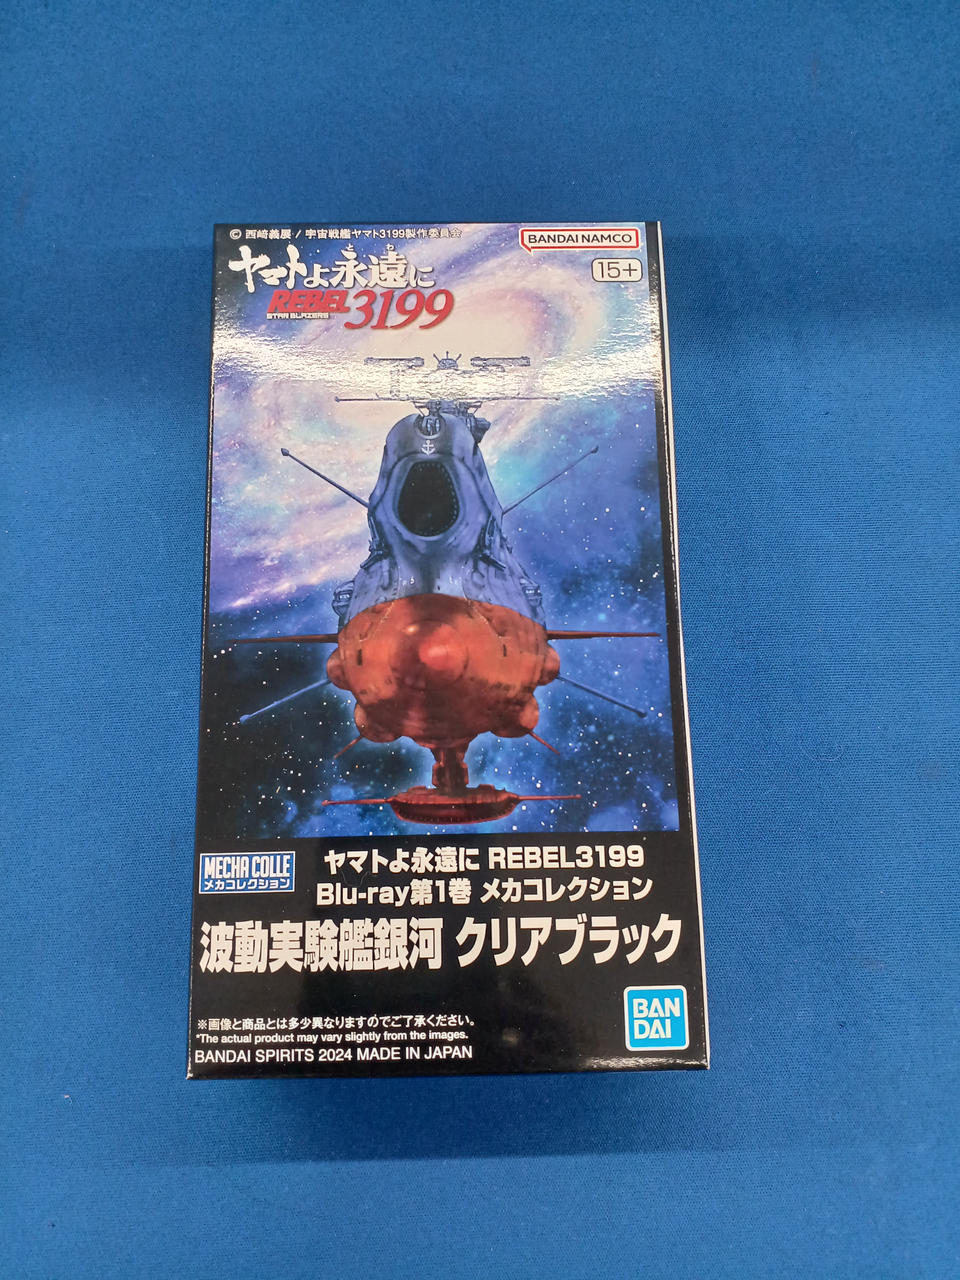 © 西﨑義展 / 宇宙戦艦ヤマト3199製作委員会
BANDAI NAMCO
15+
とわ
ヤマトよ永遠に
REBEL 3199
STAR BLAZERS
MECHA COLLE
メカコレクション
ヤマトよ永遠に REBEL3199
Blu-ray第1巻 メカコレクション
波動実験艦銀河 クリアブラック
※画像と商品とは多少異なりますのでご了承ください。
*The actual product may vary slightly from the images.
BANDAI SPIRITS 2024 MADE IN JAPAN
BAN
DAI